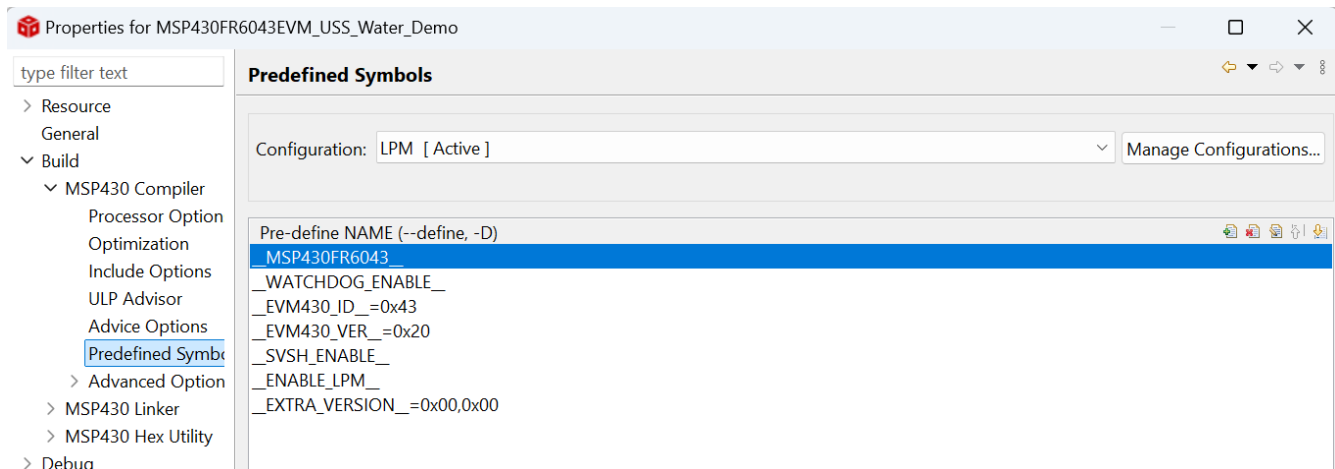 Properties for MSP430FR6043EVM_USS_Water_Demo
type filter text
Resource
General
Build
MSP430 Compiler
Processor Option
Optimization
Include Options
ULP Advisor
Advice Options
Predefined Symbo
Advanced Option
MSP430 Linker
MSP430 Hex Utility
Debug
Predefined Symbols
Configuration: LPM [ Active ] Manage Configurations...
Pre-define NAME (--define, -D)
__MSP430FR6043__
__WATCHDOG_ENABLE__
__EVM430_ID__=0x43
__EVM430_VER__=0x20
__SVSH_ENABLE__
__ENABLE_LPM__
__EXTRA_VERSION__=0x00,0x00